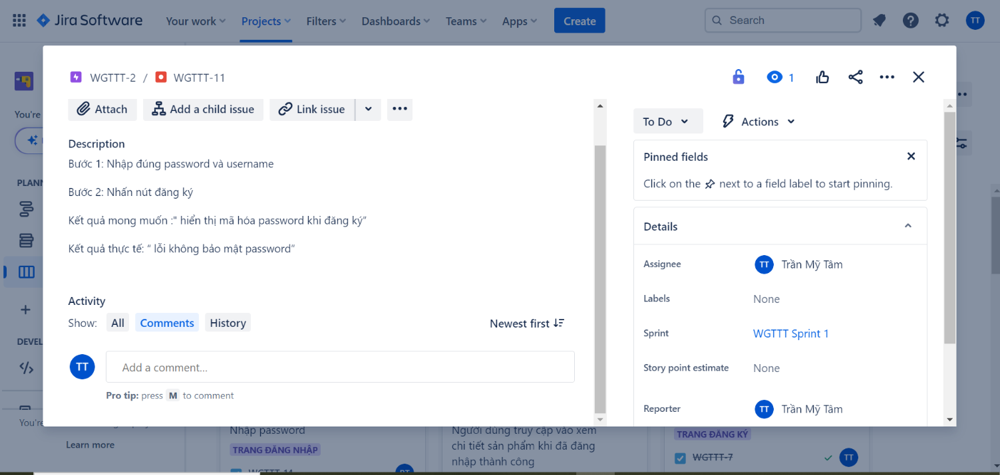 Jira Software
Your work
Projects
Filters
Dashboards
Teams
Apps
Create
Search
TT
WGTTT-2 / WGTTT-11
1
Attach
Add a child issue
Link issue
To Do
Actions
You're
Description
Bước 1: Nhập đúng password và username
Bước 2: Nhấn nút đăng ký
Kết quả mong muốn :" hiển thị mã hóa password khi đăng ký”
Kết quả thực tế: “ lỗi không bảo mật password”
Pinned fields
Click on the next to a field label to start pinning.
Details
Assignee
TT Trần Mỹ Tâm
Labels
None
Sprint
WGTTT Sprint 1
Story point estimate
None
Reporter
TT Trần Mỹ Tâm
Activity
Show: All Comments History
Newest first
TT
Add a comment...
Pro tip: press M to comment
PLANN
DEVEL
You're
Learn more
Nhập password
TRANG ĐĂNG NHẬP
WGTTT-14
Người dùng truy cập vào xem
chi tiết sản phẩm khi đã đăng
nhập thành công
TRANG ĐĂNG KÝ
WGTTT-7
TT